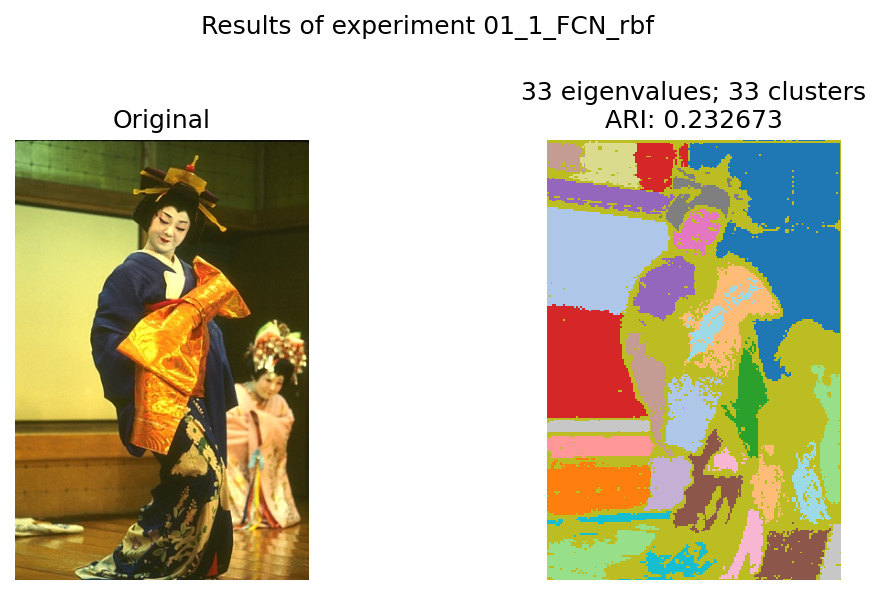 Results of experiment 01_1_FCN_rbf
Original
33 eigenvalues; 33 clusters
ARI: 0.232673